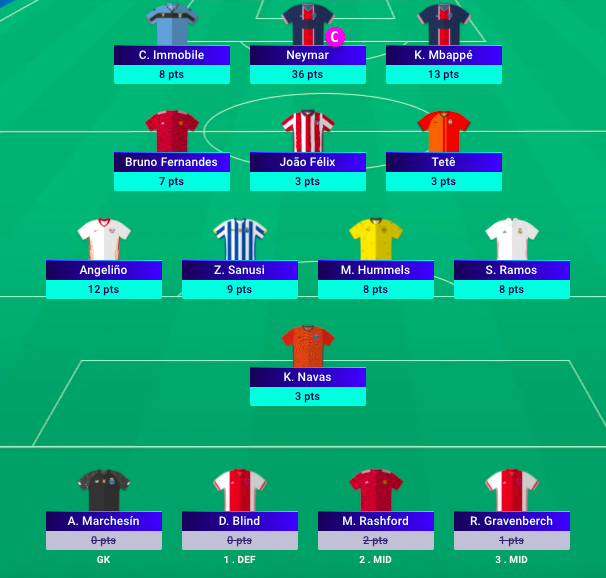 C
C. Immobile Neymar K. Mbappé
8 pts 36 pts 13 pts
Bruno Fernandes João Félix Tetê
7 pts 3 pts 3 pts
Angeliño Z. Sanusi M. Hummels S. Ramos
12 pts 9 pts 8 pts 8 pts
K. Navas
3 pts
A. Marchesín D. Blind M. Rashford R. Gravenberch
0 pts 0 pts 2 pts 1 pts
GK 1 . DEF 2 . MID 3 . MID